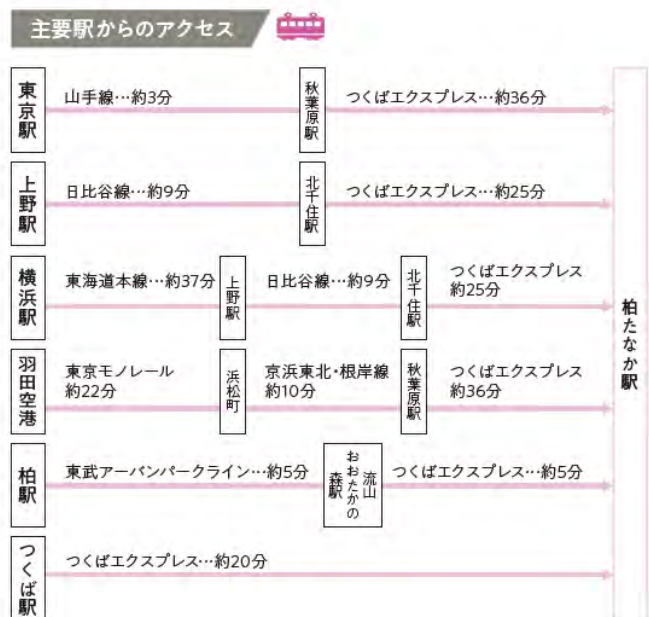 主要駅からのアクセス
東京駅
山手線…約3分
秋葉原駅
つくばエクスプレス…約36分
上野駅
日比谷線…約9分
北千住駅
つくばエクスプレス…約25分
横浜駅
東海道本線…約37分
上野駅
日比谷線…約9分
北千住駅
つくばエクスプレス
約25分
羽田空港
東京モノレール
約22分
浜松町
京浜東北・根岸線
約10分
秋葉原駅
つくばエクスプレス
約36分
柏駅
東武アーバンパークライン…約5分
流山
おおたかの
森駅
つくばエクスプレス…約5分
つくば駅
つくばエクスプレス…約20分
柏たなか駅